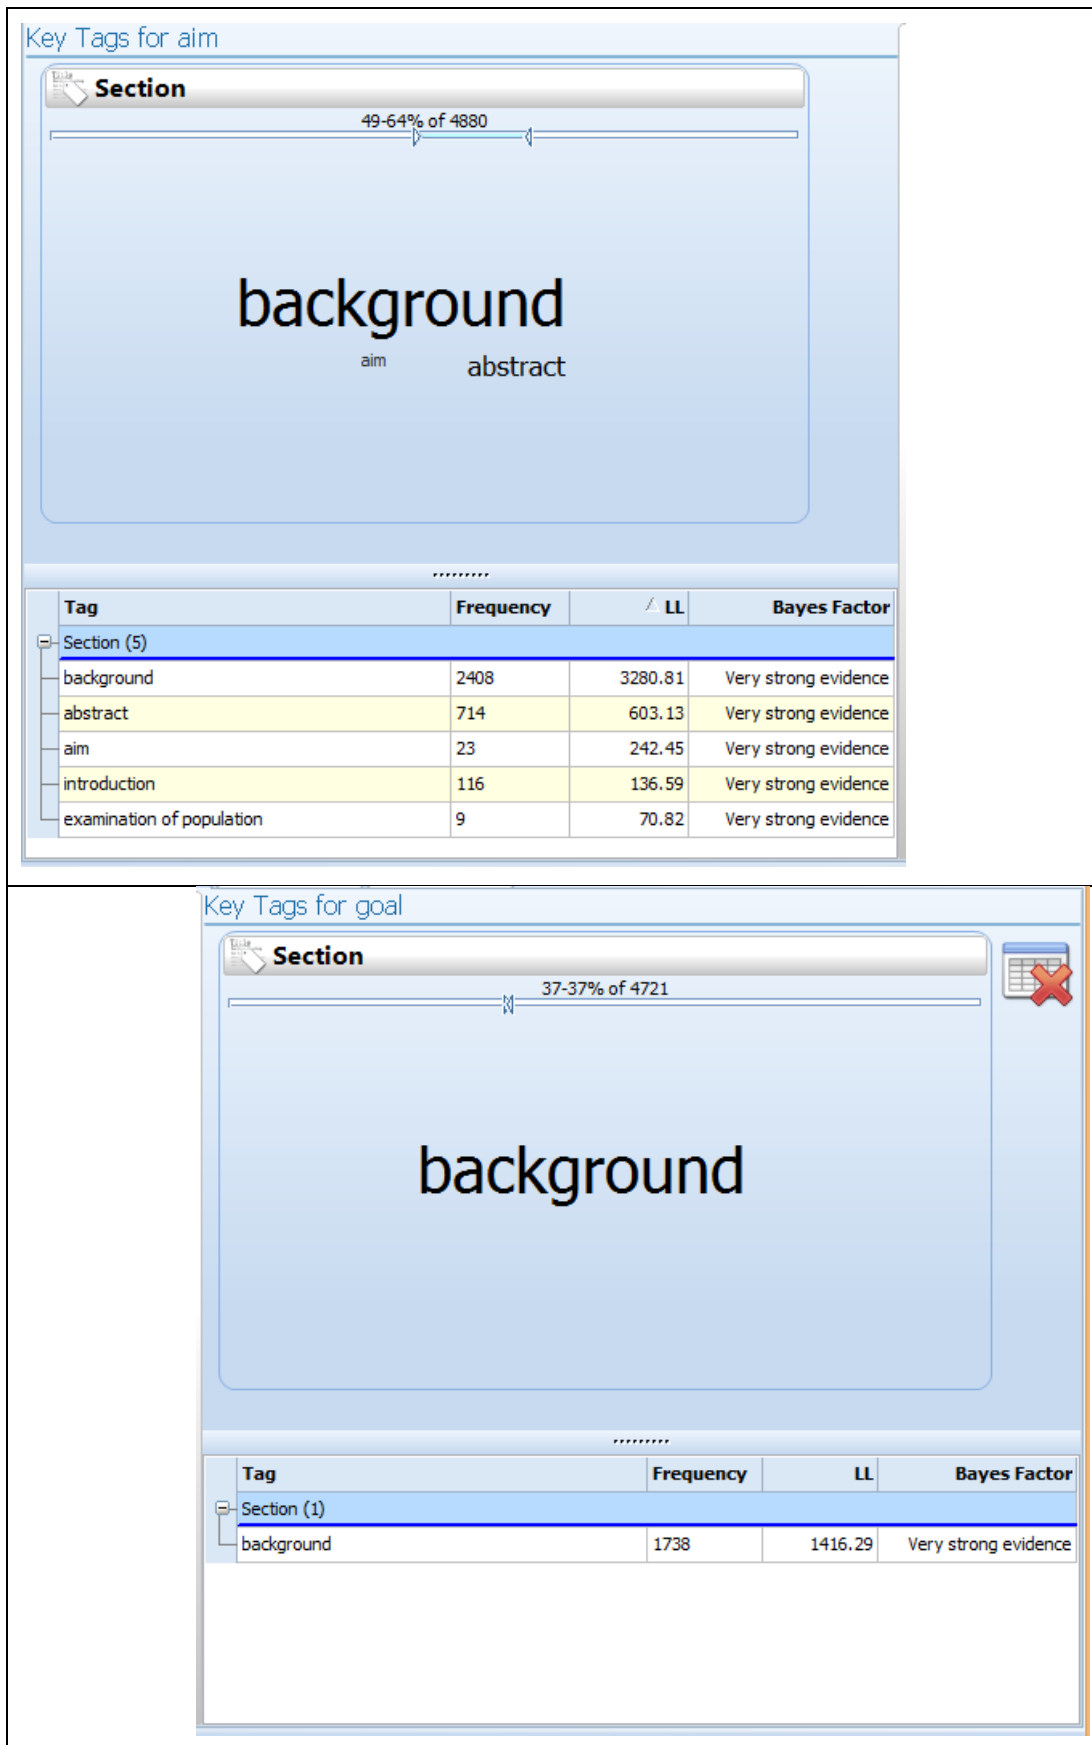 Key Tags for aim
Section
49-64% of 4880
background
aim abstract
Tag Frequency LL Bayes Factor
Section (5)
background 2408 3280.81 Very strong evidence
abstract 714 603.13 Very strong evidence
aim 23 242.45 Very strong evidence
introduction 116 136.59 Very strong evidence
examination of population 9 70.82 Very strong evidence
Key Tags for goal
Section
37-37% of 4721
background
Tag Frequency LL Bayes Factor
Section (1)
background 1738 1416.29 Very strong evidence